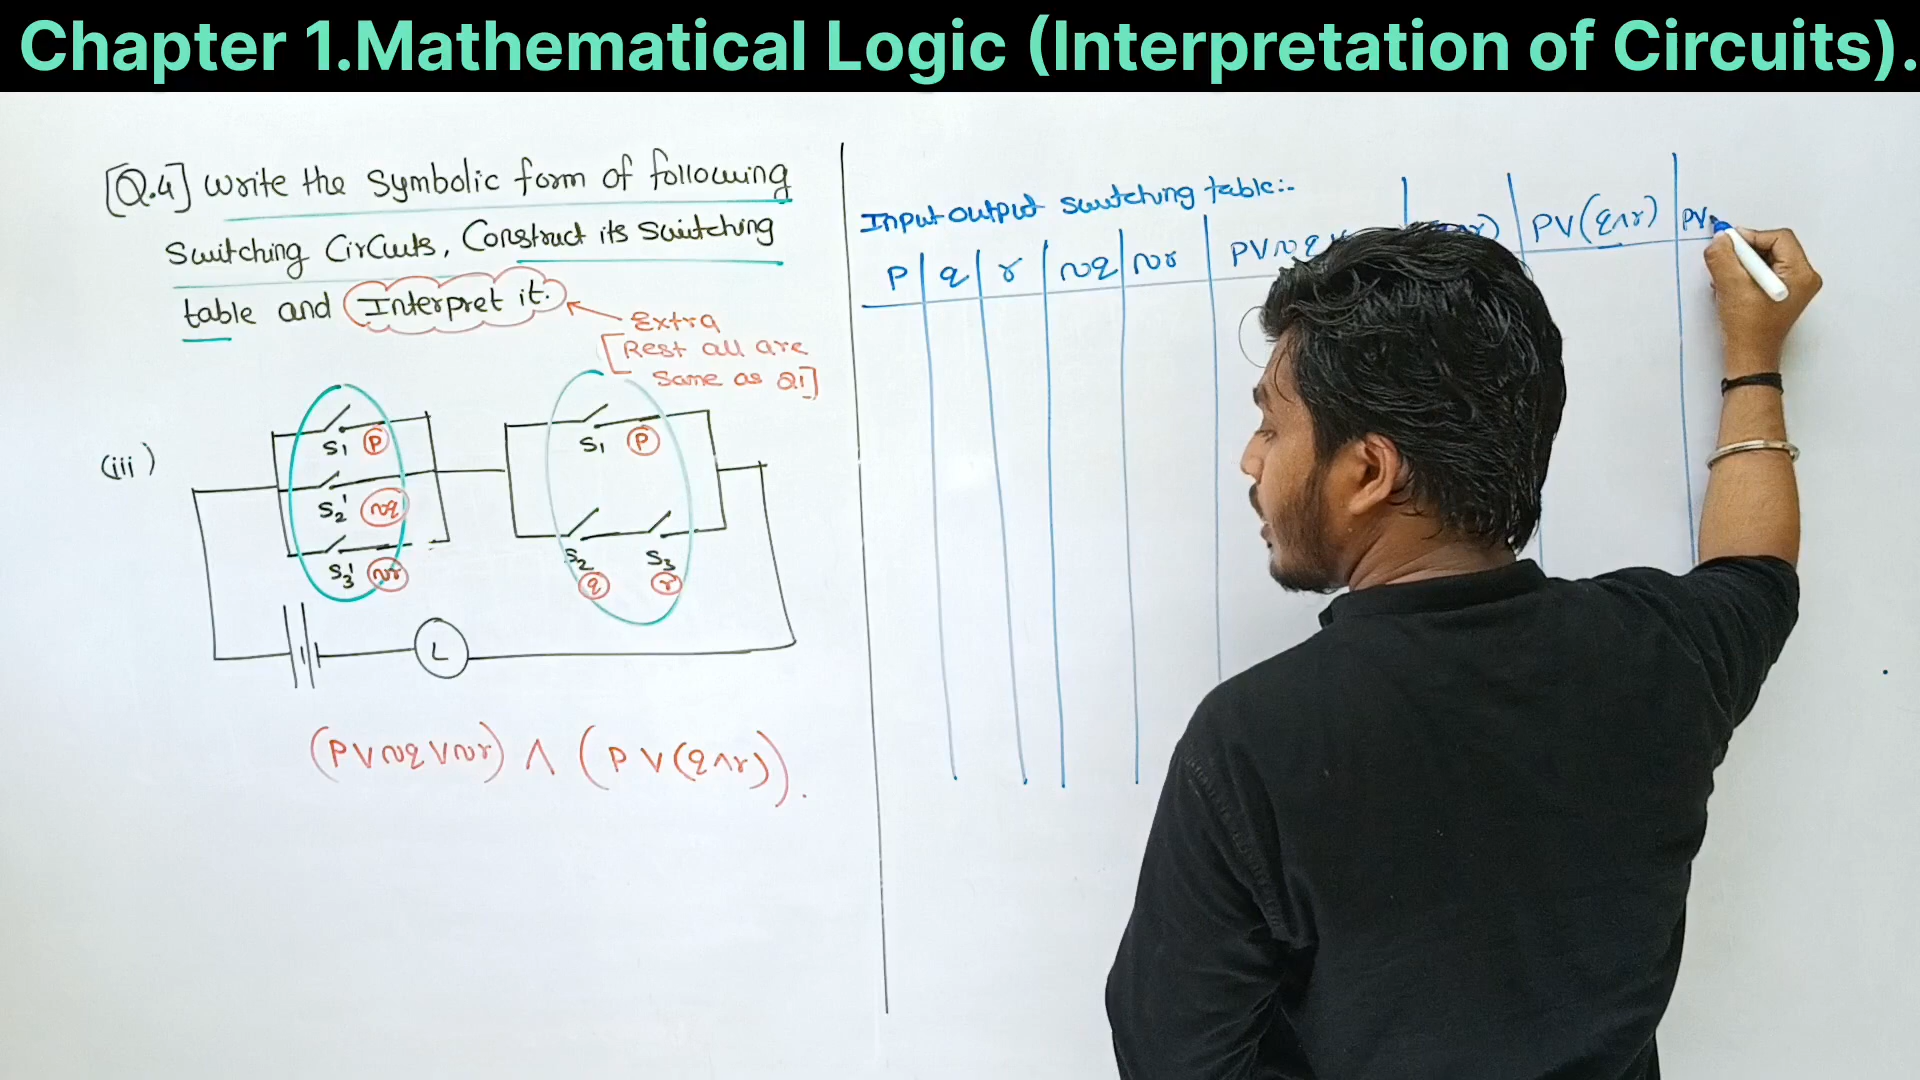 Chapter 1.Mathematical Logic (Interpretation of Circuits).
[Q.4] Write the Symbolic form of following
Switching Circuits, Construct its Switching
table and Interpret it.
Extra
[Rest all are
Same as Q1]
(iii)
S1 p
S2' ~q
S3' ~r
S1 p
S2 S3
q r
L
(p∨~q∨~r) ∧ (p∨(q∧r)).
Input output switching table:-
p q r ~q ~r p∨~q p∨(q∧r) p∨